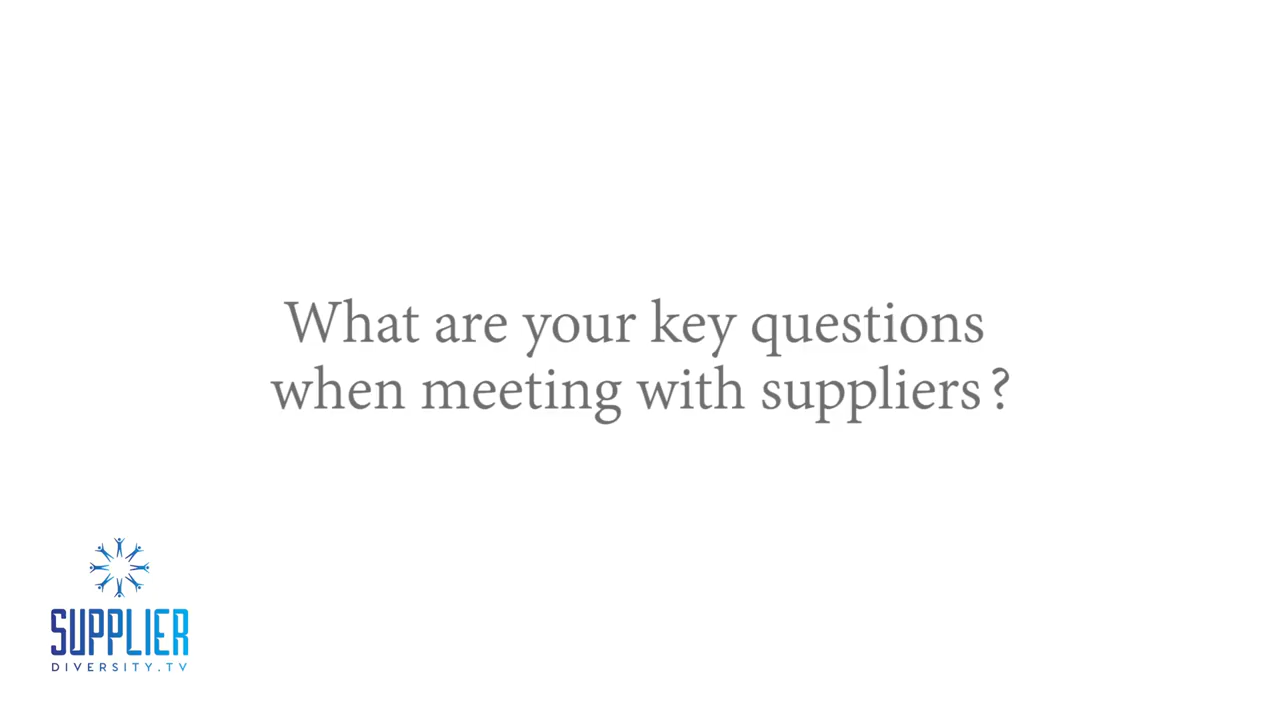 What are your key questions
when meeting with suppliers?
SUPPLIER
DIVERSITY.TV